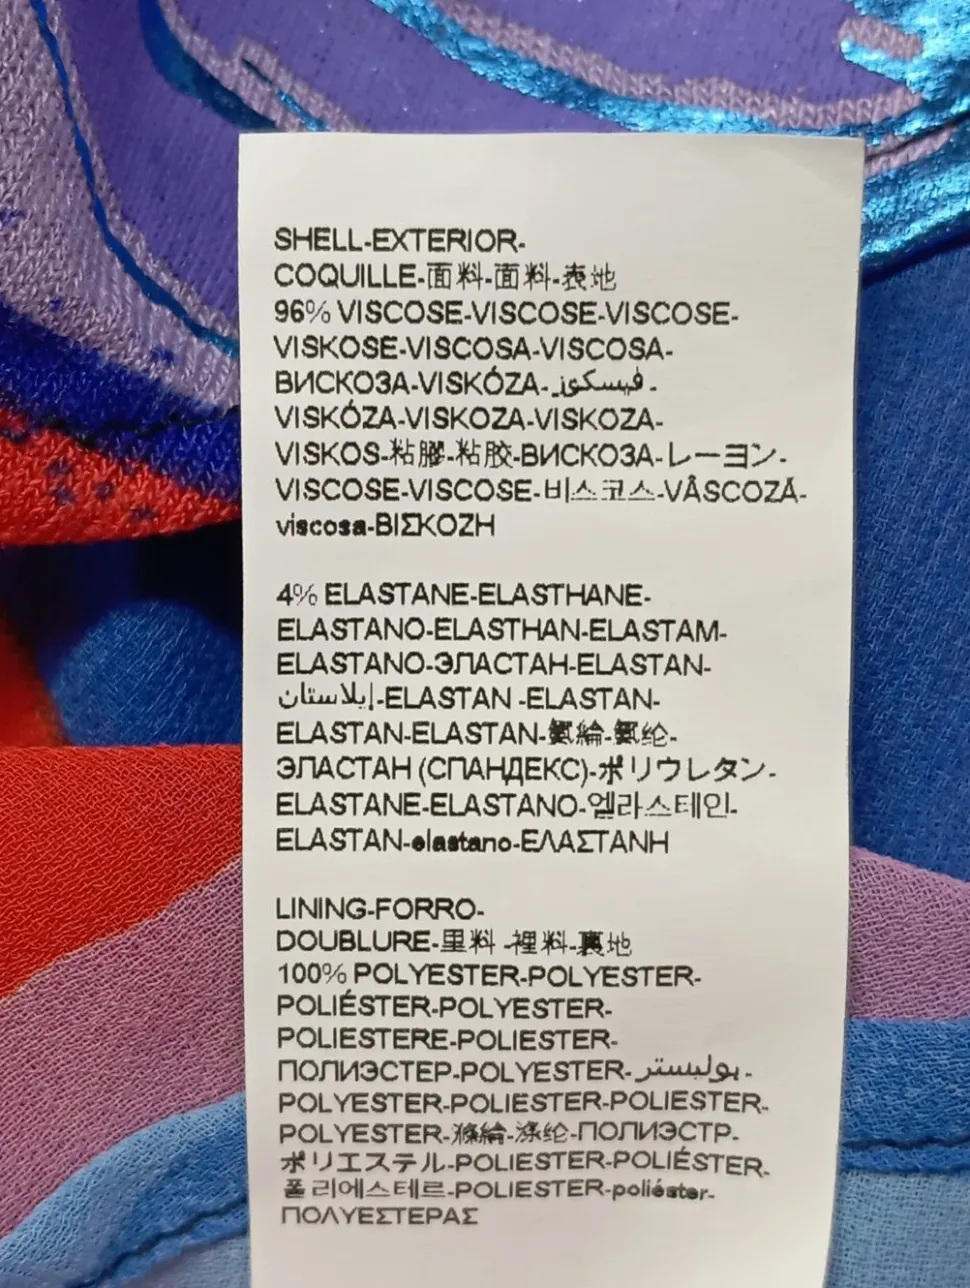 SHELL-EXTERIOR-
COQUILLE-面料-面料-表地
96% VISCOSE-VISCOSE-VISCOSE-
VISKOSE-VISCOSA-VISCOSA-
ВИСКОЗА-VISKÓZA-فيسكوز-
VISKÓZA-VISKOZA-VISKOZA-
VISKOS-粘膠-粘胶-ВИСКОЗА-レーヨン-
VISCOSE-VISCOSE-비스코스-VÂSCOZĂ-
viscosa-ΒΙΣΚΟΖΗ
4% ELASTANE-ELASTHANE-
ELASTANO-ELASTHAN-ELASTAM-
ELASTANO-ЭЛАСТАН-ELASTAN-
إيلاستان-ELASTAN -ELASTAN-
ELASTAN-ELASTAN-氨綸-氨纶-
ЭЛАСТАН (СПАНДЕКС)-ポリウレタン-
ELASTANE-ELASTANO-엘라스테인-
ELASTAN-elastano-ΕΛΑΣΤΑΝΗ
LINING-FORRO-
DOUBLURE-里料 -裡料-裏地
100% POLYESTER-POLYESTER-
POLIÉSTER-POLYESTER-
POLIESTERE-POLIESTER-
ПОЛИЭСТЕР-POLYESTER-بوليستر-
POLYESTER-POLIESTER-POLIESTER-
POLYESTER-滌綸-涤纶-ПОЛИЭСТР-
ポリエステル-POLIESTER-POLIÉSTER-
폴리에스테르-POLIESTER-poliéster-
ΠΟΛΥΕΣΤΕΡΑΣ